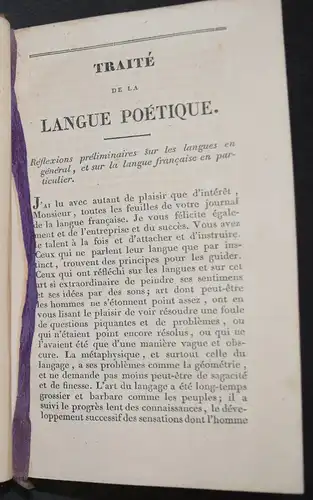 TRAITÉ
DE LA
LANGUE POÉTIQUE.
Réflexions préliminaires sur les langues en
général, et sur la langue française en par-
ticulier.
J'AI lu avec autant de plaisir que d'intérêt,
Monsieur, toutes les feuilles de votre journal
de la langue française. Je vous félicite égale-
ment et de l'entreprise et du succès. Vous avez
le talent à la fois et d'attacher et d'instruire.
Ceux qui ne parlent leur langue que par ins-
tinct, trouvent des principes pour les guider.
Ceux qui ont réfléchi sur les langues et sur cet
art si extraordinaire de peindre ses sentimens
et ses idées par des sons; art dont peut-être
les hommes ne s'étonnent point assez, ont en
vous lisant le plaisir de voir résoudre une foule
de questions piquantes et de problèmes, ou
qui n'étaient point encore résolus, ou qui ne
l'avaient été que d'une manière vague et obs-
cure. La métaphysique, et surtout celle du
langage, a ses problèmes comme la géométrie,
et ne demande pas moins peut-être de sagacité
et de finesse. L'art du langage a été long-temps
grossier et barbare comme les peuples; il a
suivi le progrès lent des connaissances, le déve-
loppement successif des sensations dont l'homme